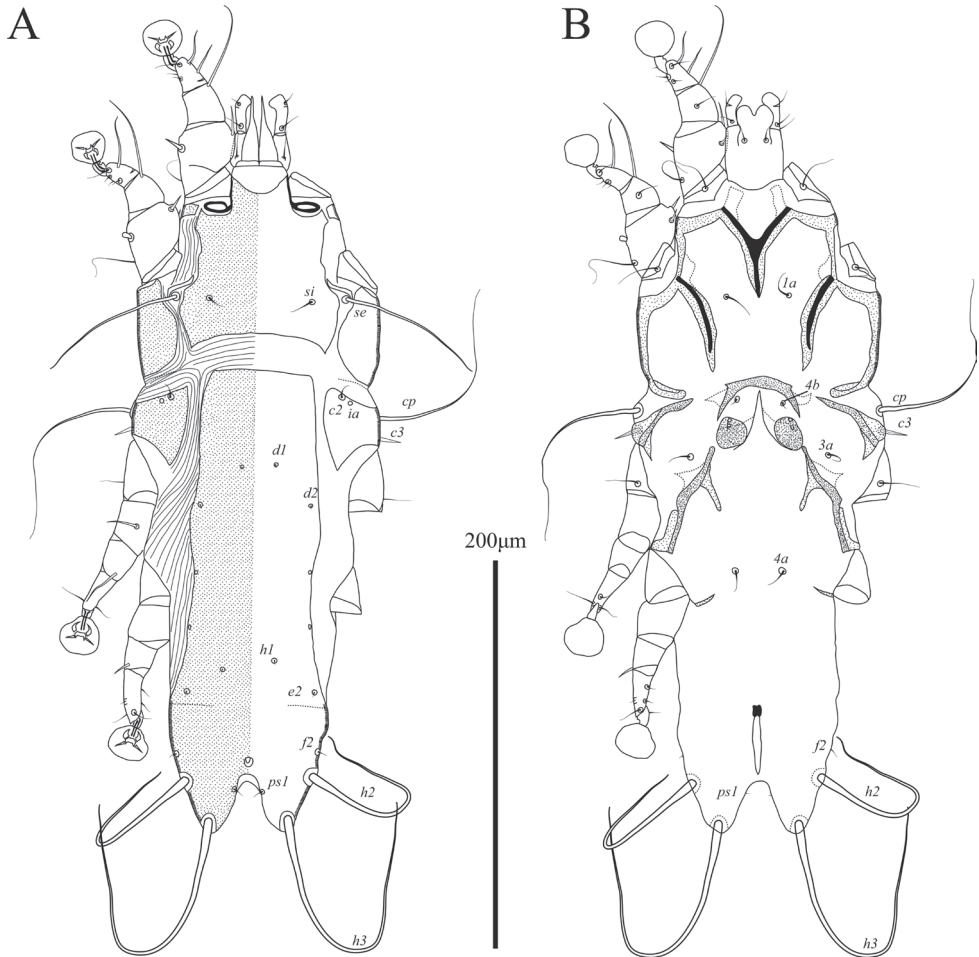 A
B
si
se
1a
cp
c2
ia
c3
4b
cp
c3
3a
d1
d2
200μm
4a
h1
e2
f2
f2
ps1
h2
ps1
h2
h3
h3